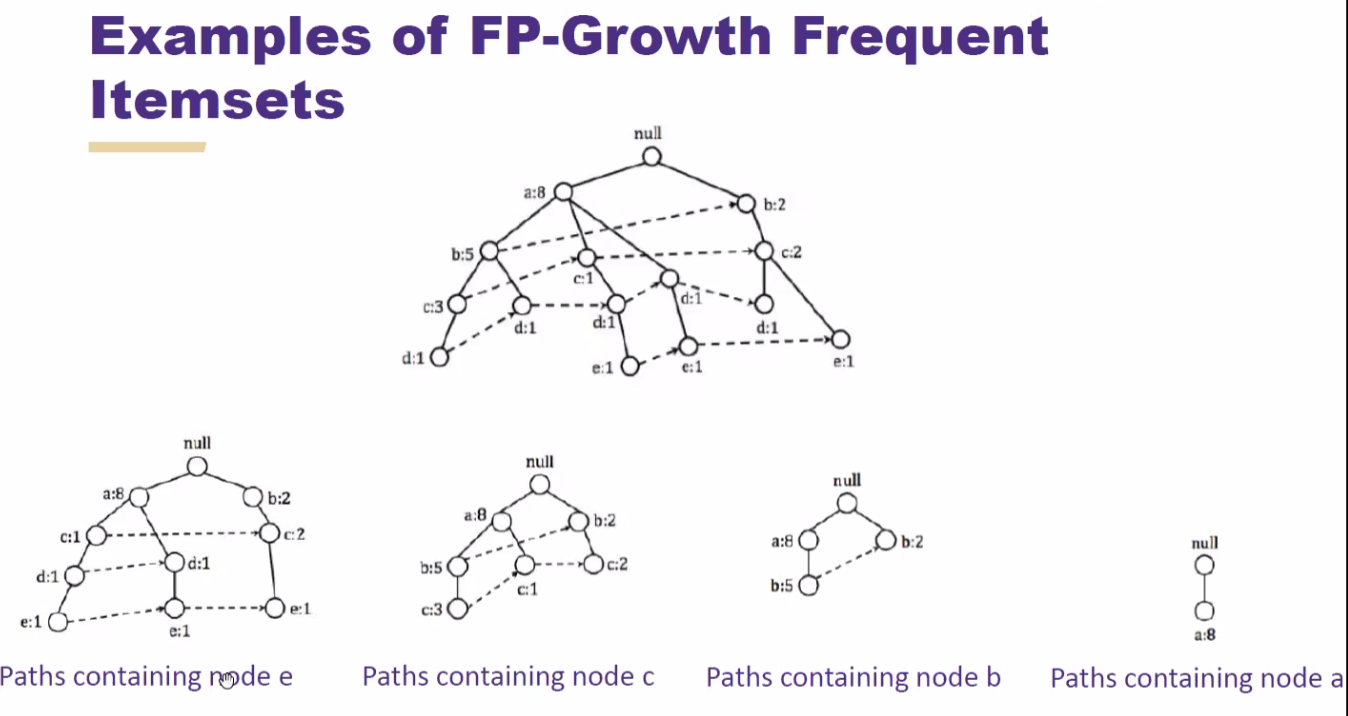 Examples of FP-Growth Frequent
Itemsets
null
a:8
b:2
b:5
c:2
c:1
c:3
d:1
d:1
d:1
d:1
d:1
e:1
e:1
e:1
null
a:8
b:2
c:1
c:2
d:1
d:1
e:1
e:1
e:1
Paths containing node e
null
a:8
b:2
b:5
c:2
c:1
c:3
Paths containing node c
null
a:8
b:2
b:5
Paths containing node b
null
a:8
Paths containing node a